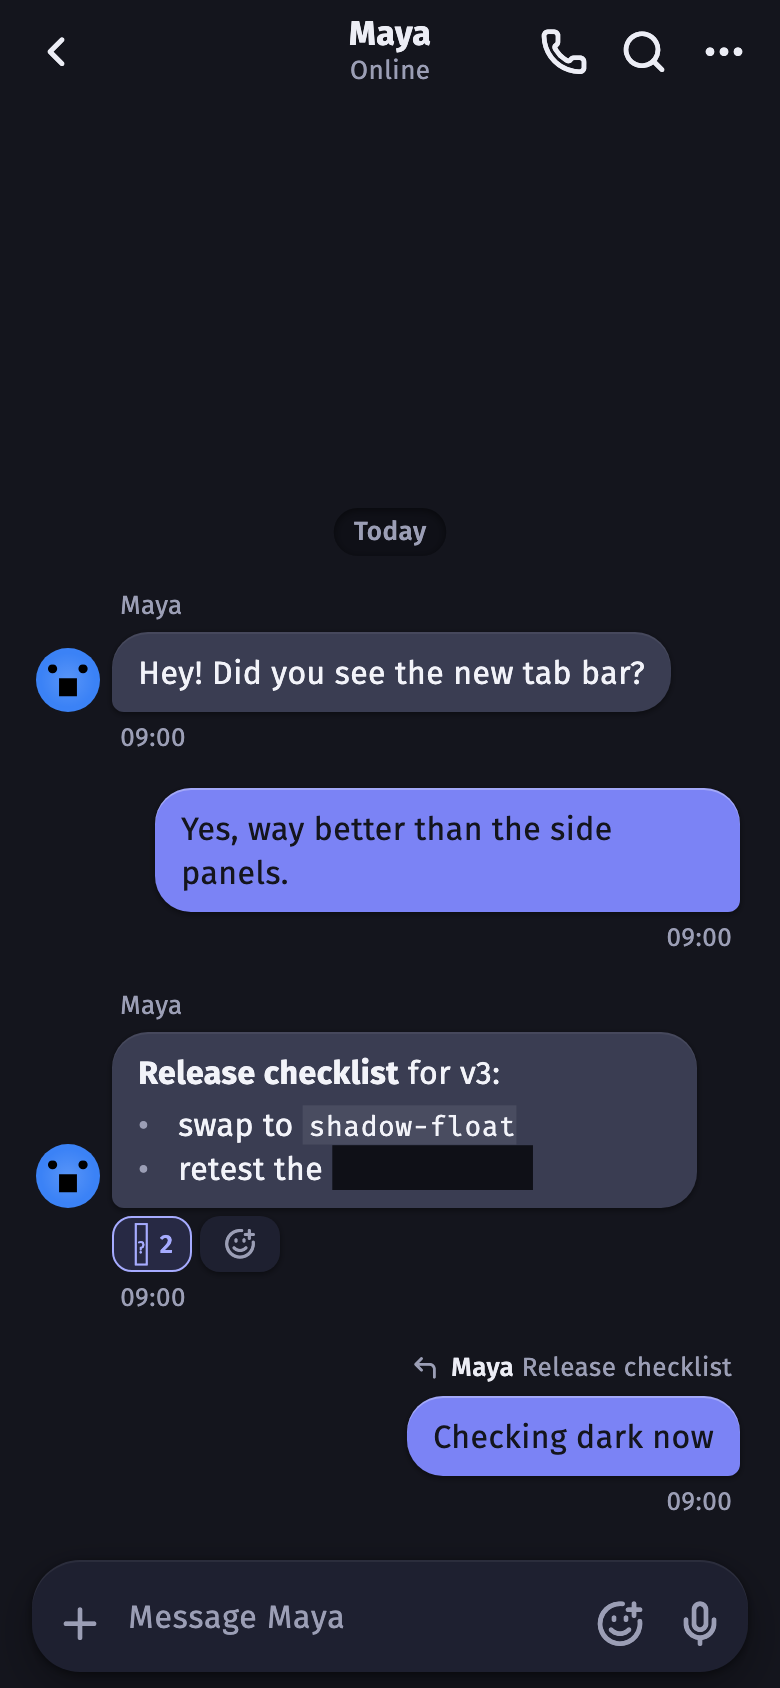 Maya
Online
Today
Maya
Hey! Did you see the new tab bar?
09:00
Yes, way better than the side
panels.
09:00
Maya
Release checklist for v3:
• swap to shadow-float
• retest the
2
09:00
Maya Release checklist
Checking dark now
09:00
Message Maya